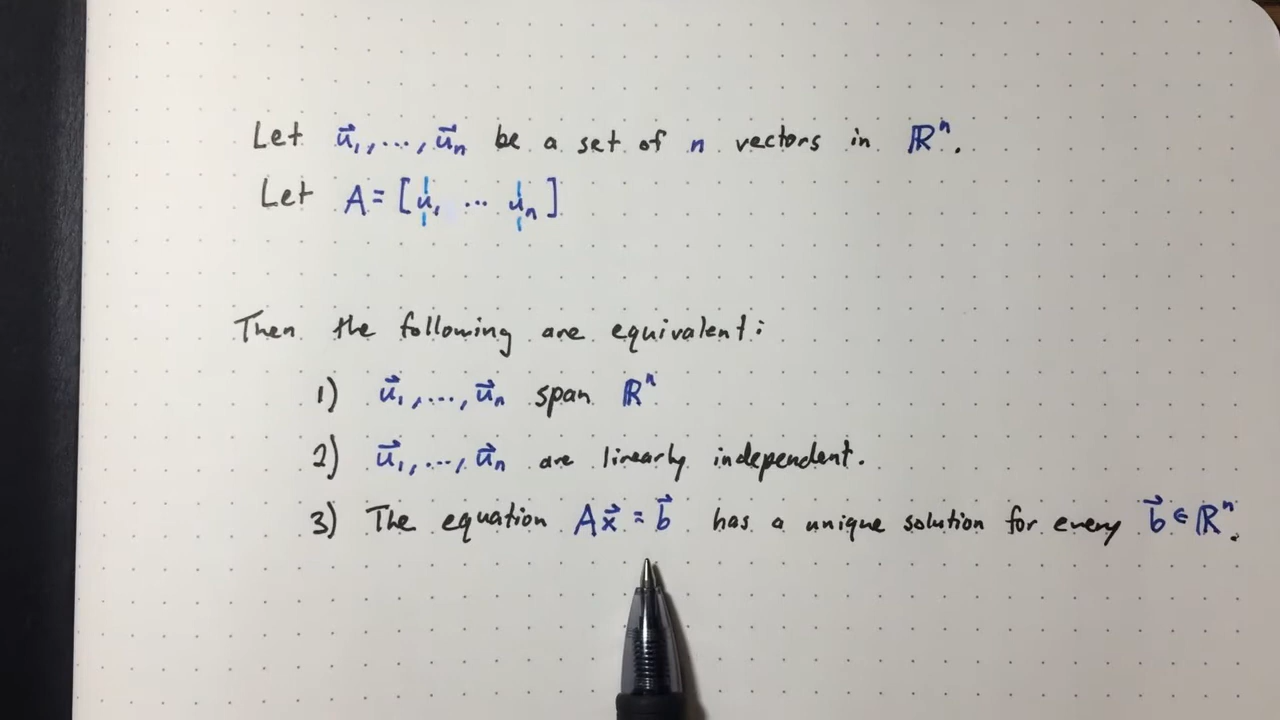 Let u⃗₁, ..., u⃗ₙ be a set of n vectors in ℝⁿ.
Let A = [u₁ ... uₙ]
Then the following are equivalent:
1) u⃗₁, ..., u⃗ₙ span ℝⁿ
2) u⃗₁, ..., u⃗ₙ are linearly independent.
3) The equation Ax⃗ = b⃗ has a unique solution for every b⃗ ∈ ℝⁿ.